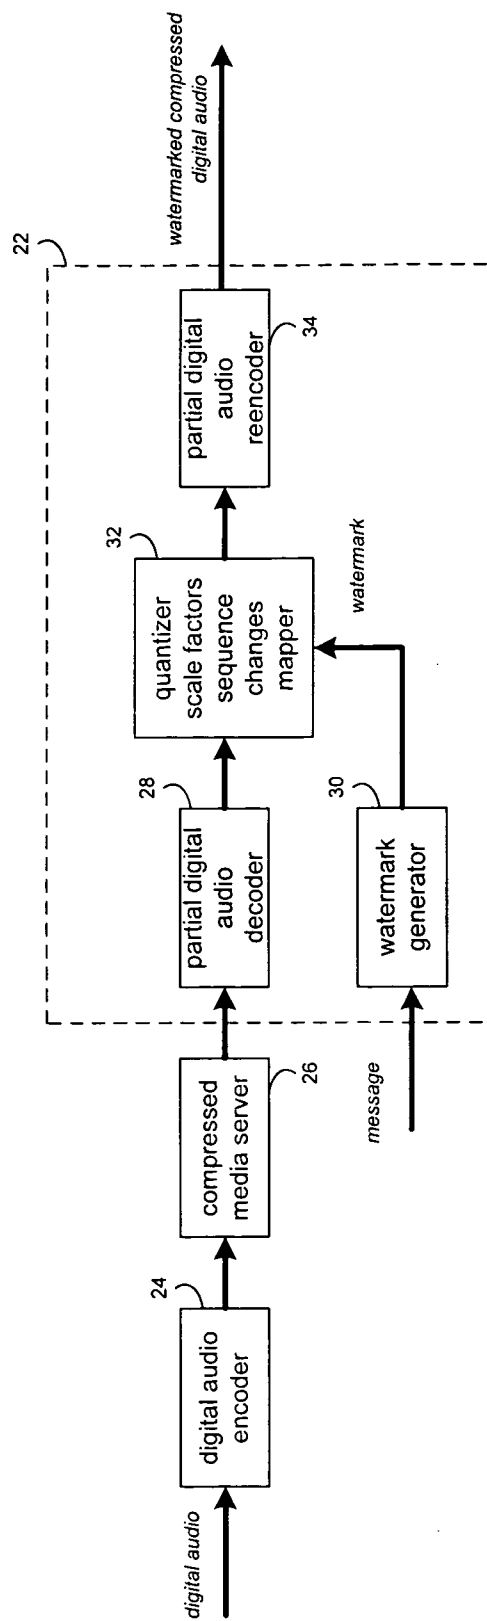 digital audio
24
digital audio
encoder
compressed
media server
26
message
22
28
partial digital
audio
decoder
30
watermark
generator
32
quantizer
scale factors
sequence
changes
mapper
watermark
partial digital
audio
reencoder
34
watermarked compressed
digital audio